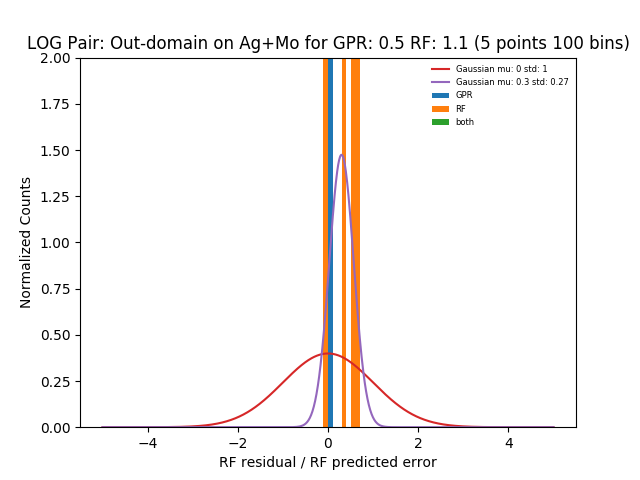 LOG Pair: Out-domain on Ag+Mo for GPR: 0.5 RF: 1.1 (5 points 100 bins)
2.00
1.75
1.50
1.25
1.00
0.75
0.50
0.25
0.00
Normalized Counts
Gaussian mu: 0 std: 1
Gaussian mu: 0.3 std: 0.27
GPR
RF
both
−4
−2
0
2
4
RF residual / RF predicted error